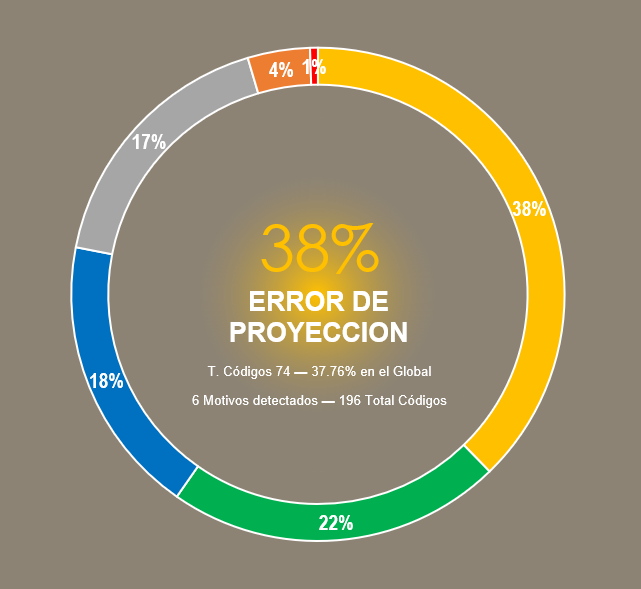 4%
1%
17%
38%
38%
ERROR DE
PROYECCION
T. Códigos 74 — 37.76% en el Global
18%
6 Motivos detectados — 196 Total Códigos
22%